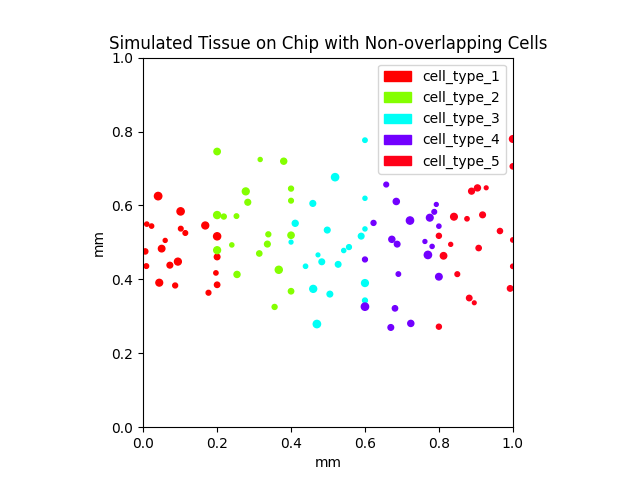 Simulated Tissue on Chip with Non-overlapping Cells
1.0
0.8
0.6
0.4
0.2
0.0
mm
cell_type_1
cell_type_2
cell_type_3
cell_type_4
cell_type_5
0.0 0.2 0.4 0.6 0.8 1.0
mm